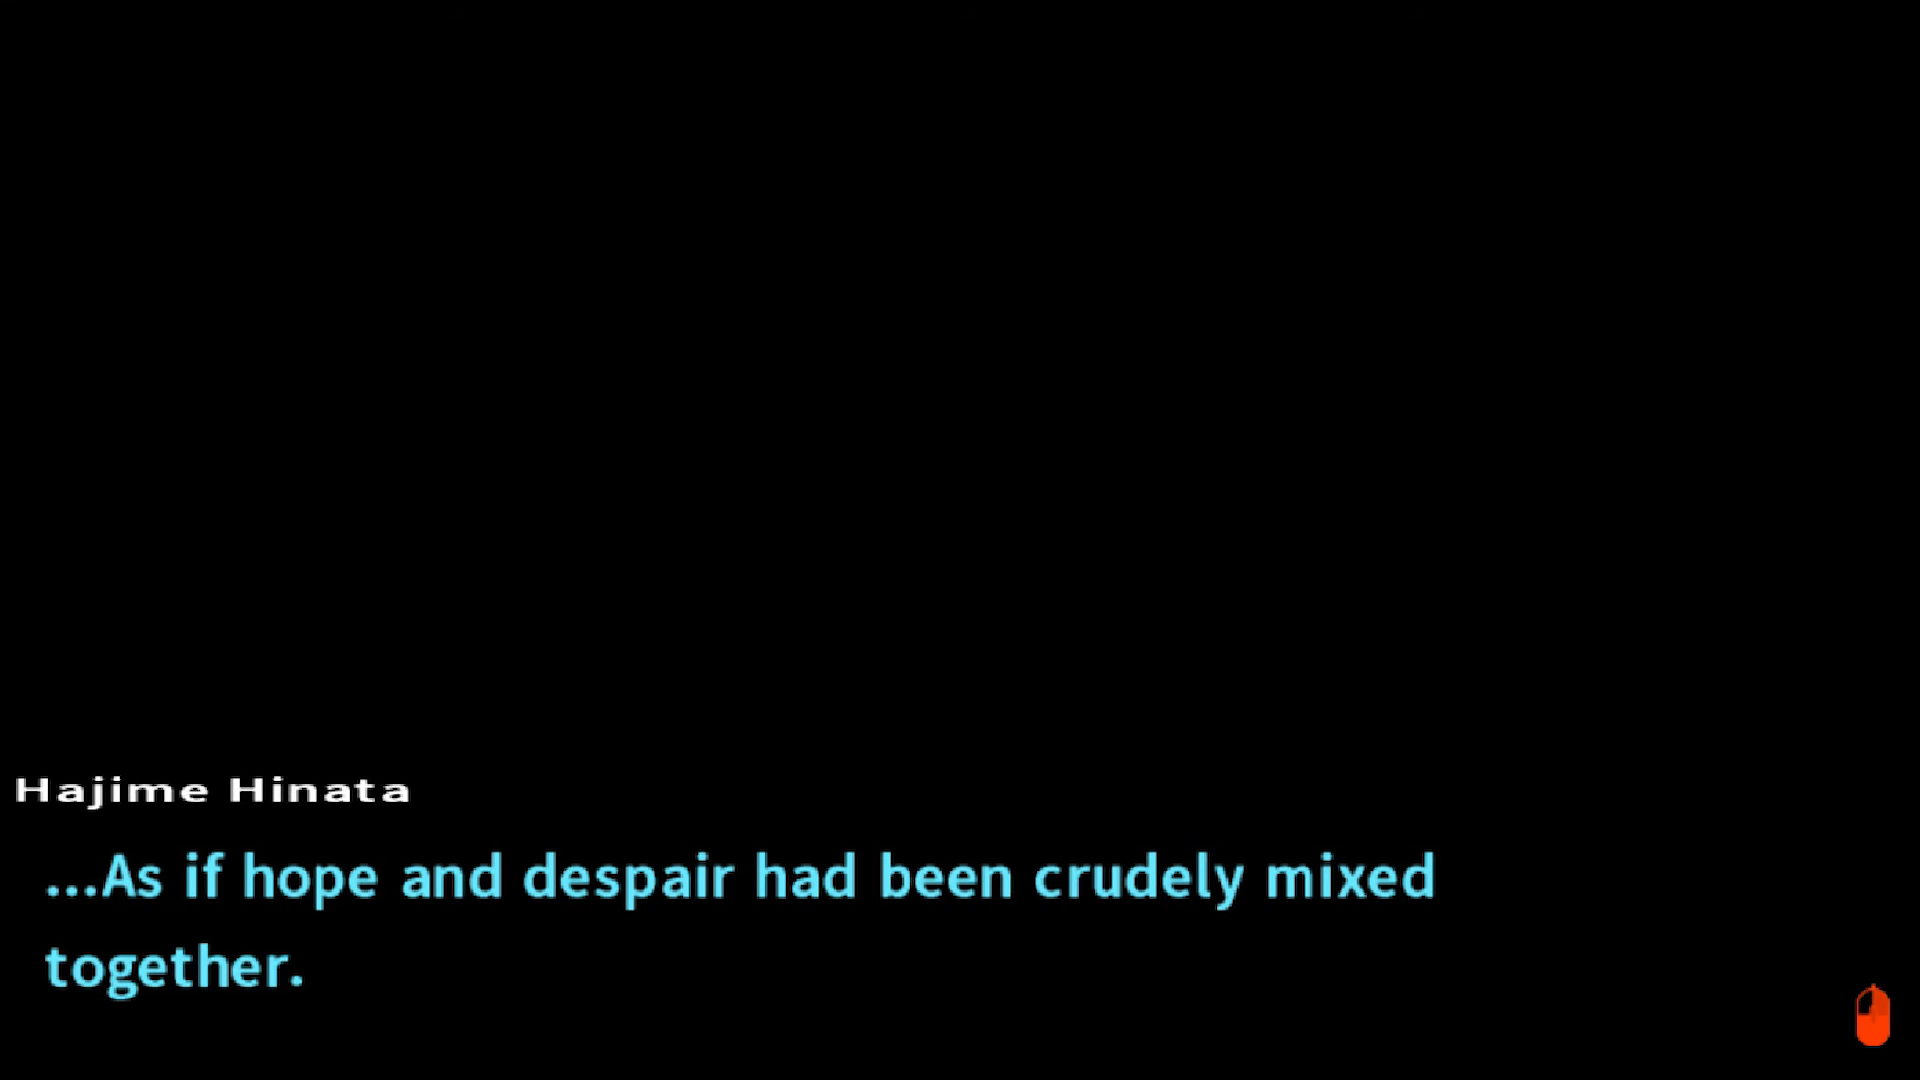 Hajime Hinata
...As if hope and despair had been crudely mixed
together.